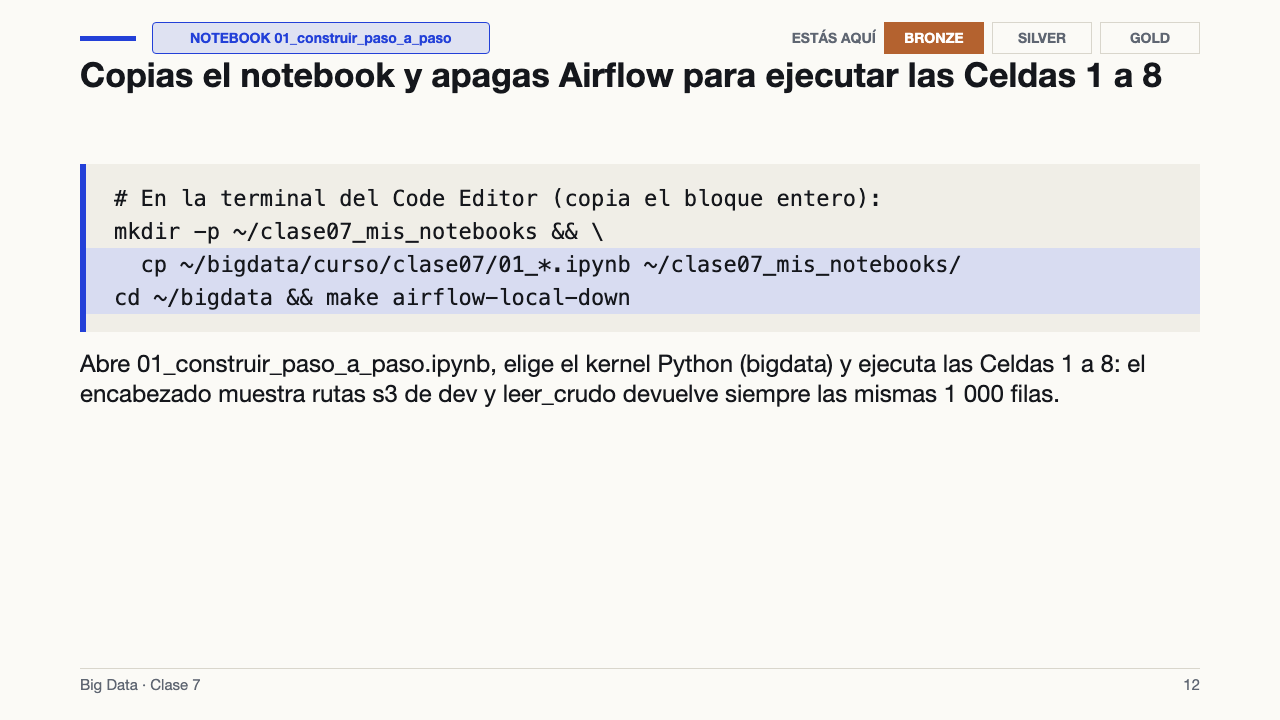 NOTEBOOK 01_construir_paso_a_paso
ESTÁS AQUÍ BRONZE SILVER GOLD
Copias el notebook y apagas Airflow para ejecutar las Celdas 1 a 8
# En la terminal del Code Editor (copia el bloque entero):
mkdir -p ~/clase07_mis_notebooks && \
  cp ~/bigdata/curso/clase07/01_*.ipynb ~/clase07_mis_notebooks/
cd ~/bigdata && make airflow-local-down
Abre 01_construir_paso_a_paso.ipynb, elige el kernel Python (bigdata) y ejecuta las Celdas 1 a 8: el
encabezado muestra rutas s3 de dev y leer_crudo devuelve siempre las mismas 1 000 filas.
Big Data · Clase 7
12